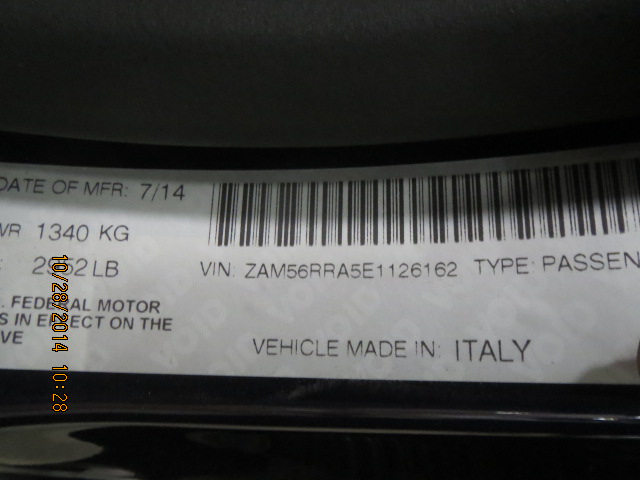 DATE OF MFR: 7/14
WR 1340 KG
: 2952 LB
VIN: ZAM56RRA5E1126162 TYPE: PASSEN
. FEDERAL MOTOR
S IN EFFECT ON THE
VE
VEHICLE MADE IN: ITALY
10/28/2014 10:28